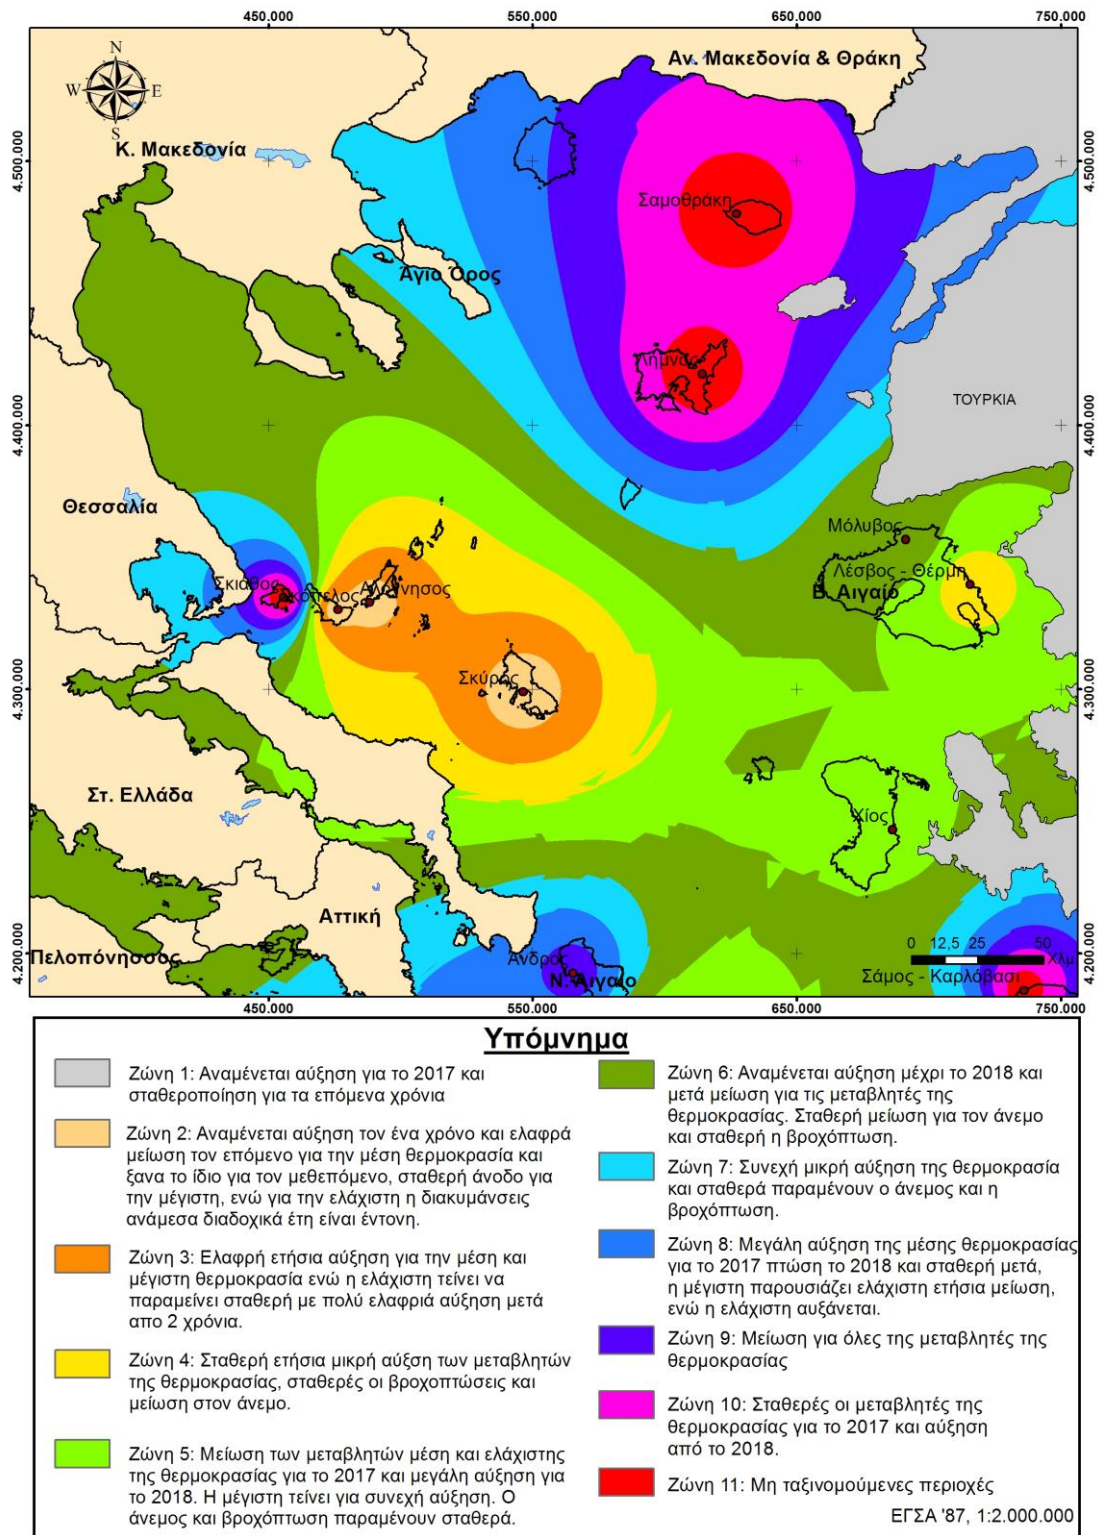 450.000 550.000 650.000 750.000
N
W E
S
Αν. Μακεδονία & Θράκη
Κ. Μακεδονία
4.500.000 4.500.000
Σαμοθράκη
Άγιο Όρος
Λήμνος
ΤΟΥΡΚΙΑ
4.400.000 4.400.000
Θεσσαλία
Μόλυβος
Σκιάθος
Σκόπελος
Αλόννησος
Λέσβος - Θέρμη
Β. Αιγαίο
Σκύρος
4.300.000 4.300.000
Στ. Ελλάδα
Χίος
Αττική
Πελοπόννησος
Άνδρος
Ν. Αιγαίο
4.200.000 4.200.000
0 12,5 25 50
Χλμ
Σάμος - Καρλόβασι
450.000 550.000 650.000 750.000
Υπόμνημα
Ζώνη 1: Αναμένεται αύξηση για το 2017 και
σταθεροποίηση για τα επόμενα χρόνια
Ζώνη 2: Αναμένεται αύξηση τον ένα χρόνο και ελαφρά
μείωση τον επόμενο για την μέση θερμοκρασία και
ξανα το ίδιο για τον μεθεπόμενο, σταθερή άνοδο για
την μέγιστη, ενώ για την ελάχιστη η διακυμάνσεις
ανάμεσα διαδοχικά έτη είναι έντονη.
Ζώνη 3: Ελαφρή ετήσια αύξηση για την μέση και
μέγιστη θερμοκρασία ενώ η ελάχιστη τείνει να
παραμείνει σταθερή με πολύ ελαφριά αύξηση μετά
απο 2 χρόνια.
Ζώνη 4: Σταθερή ετήσια μικρή αύξση των μεταβλητών
της θερμοκρασίας, σταθερές οι βροχοπτώσεις και
μείωση στον άνεμο.
Ζώνη 5: Μείωση των μεταβλητών μέση και ελάχιστης
της θερμοκρασίας για το 2017 και μεγάλη αύξηση για
το 2018. Η μέγιστη τείνει για συνεχή αύξηση. Ο
άνεμος και βροχόπτωση παραμένουν σταθερά.
Ζώνη 6: Αναμένεται αύξηση μέχρι το 2018 και
μετά μείωση για τις μεταβλητές της
θερμοκρασίας. Σταθερή μείωση για τον άνεμο
και σταθερή η βροχόπτωση.
Ζώνη 7: Συνεχή μικρή αύξηση της θερμοκρασία
και σταθερά παραμένουν ο άνεμος και η
βροχόπτωση.
Ζώνη 8: Μεγάλη αύξηση της μέσης θερμοκρασίας
για το 2017 πτώση το 2018 και σταθερή μετά,
η μέγιστη παρουσιάζει ελάχιστη ετήσια μείωση,
ενώ η ελάχιστη αυξάνεται.
Ζώνη 9: Μείωση για όλες της μεταβλητές της
θερμοκρασίας
Ζώνη 10: Σταθερές οι μεταβλητές της
θερμοκρασίας για το 2017 και αύξηση
από το 2018.
Ζώνη 11: Μη ταξινομούμενες περιοχές
ΕΓΣΑ '87, 1:2.000.000